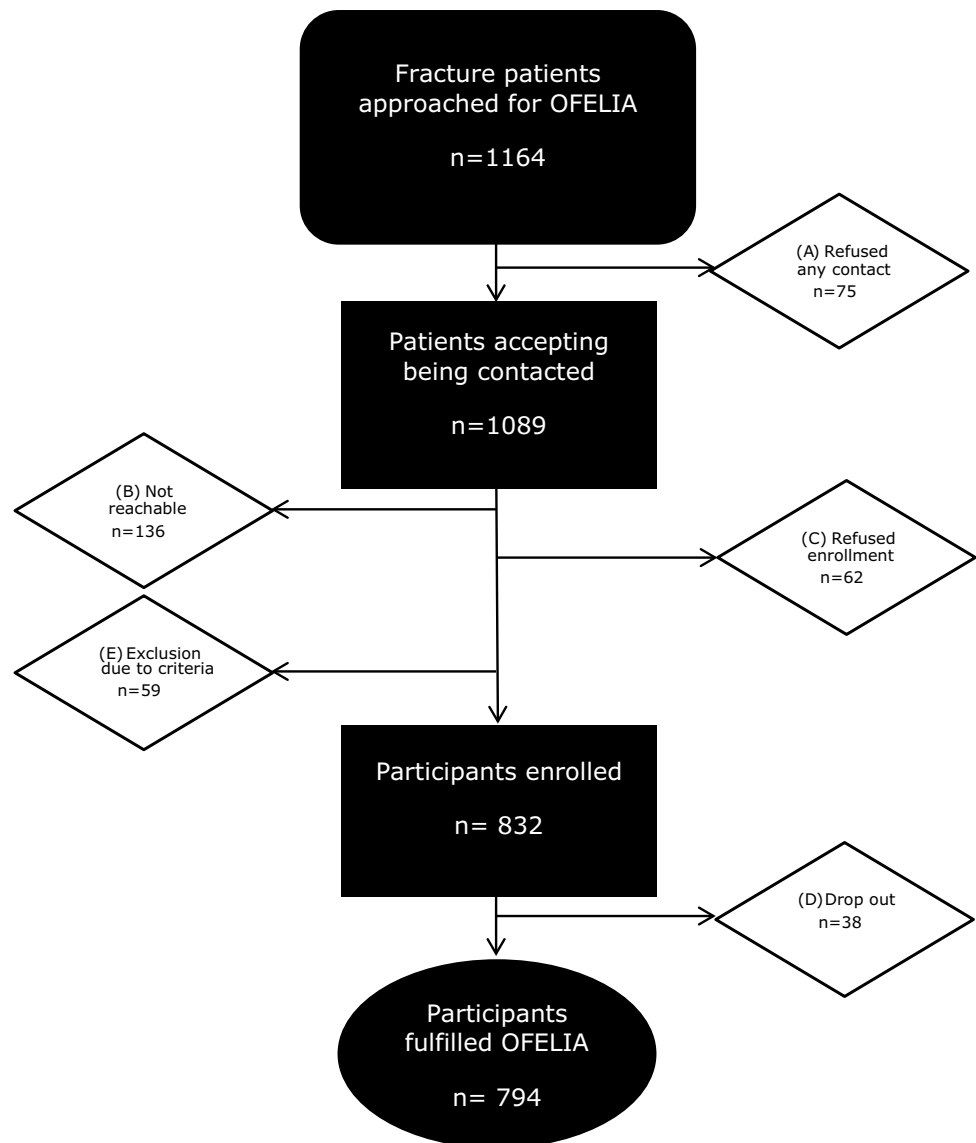 Fracture patients
approached for OFELIA
n=1164
(A) Refused
any contact
n=75
Patients accepting
being contacted
n=1089
(B) Not
reachable
n=136
(C) Refused
enrollment
n=62
(E) Exclusion
due to criteria
n=59
Participants enrolled
n= 832
(D)Drop out
n=38
Participants
fulfilled OFELIA
n= 794